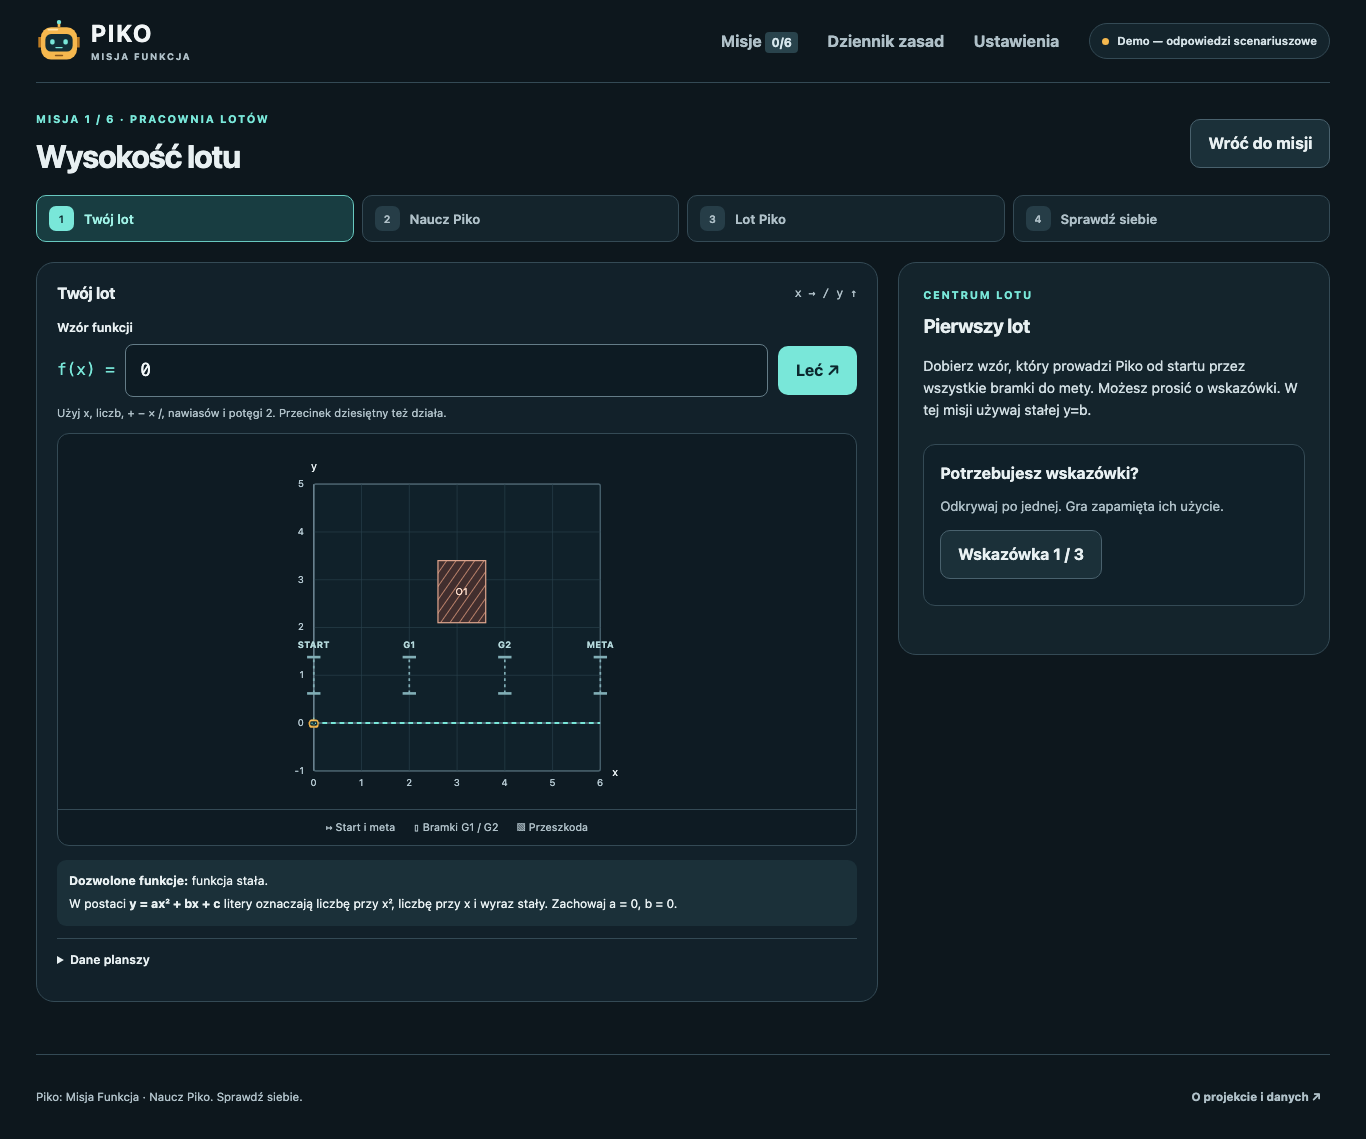 PIKO
MISJA FUNKCJA
Misje 0/6
Dziennik zasad
Ustawienia
Demo — odpowiedzi scenariuszowe
MISJA 1 / 6 · PRACOWNIA LOTÓW
Wysokość lotu
Wróć do misji
1 Twój lot
2 Naucz Piko
3 Lot Piko
4 Sprawdź siebie
Twój lot
x → / y ↑
Wzór funkcji
f(x) = 0
Leć ↗
Użyj x, liczb, + − × /, nawiasów i potęgi 2. Przecinek dziesiętny też działa.
y
5
4
3
O1
2
START G1 G2 META
1
0
-1
x
0 1 2 3 4 5 6
↦ Start i meta ▯ Bramki G1 / G2 ▨ Przeszkoda
Dozwolone funkcje: funkcja stała.
W postaci y = ax² + bx + c litery oznaczają liczbę przy x², liczbę przy x i wyraz stały. Zachowaj a = 0, b = 0.
▶ Dane planszy
CENTRUM LOTU
Pierwszy lot
Dobierz wzór, który prowadzi Piko od startu przez
wszystkie bramki do mety. Możesz prosić o wskazówki. W
tej misji używaj stałej y=b.
Potrzebujesz wskazówki?
Odkrywaj po jednej. Gra zapamięta ich użycie.
Wskazówka 1 / 3
Piko: Misja Funkcja · Naucz Piko. Sprawdź siebie.
O projekcie i danych ↗